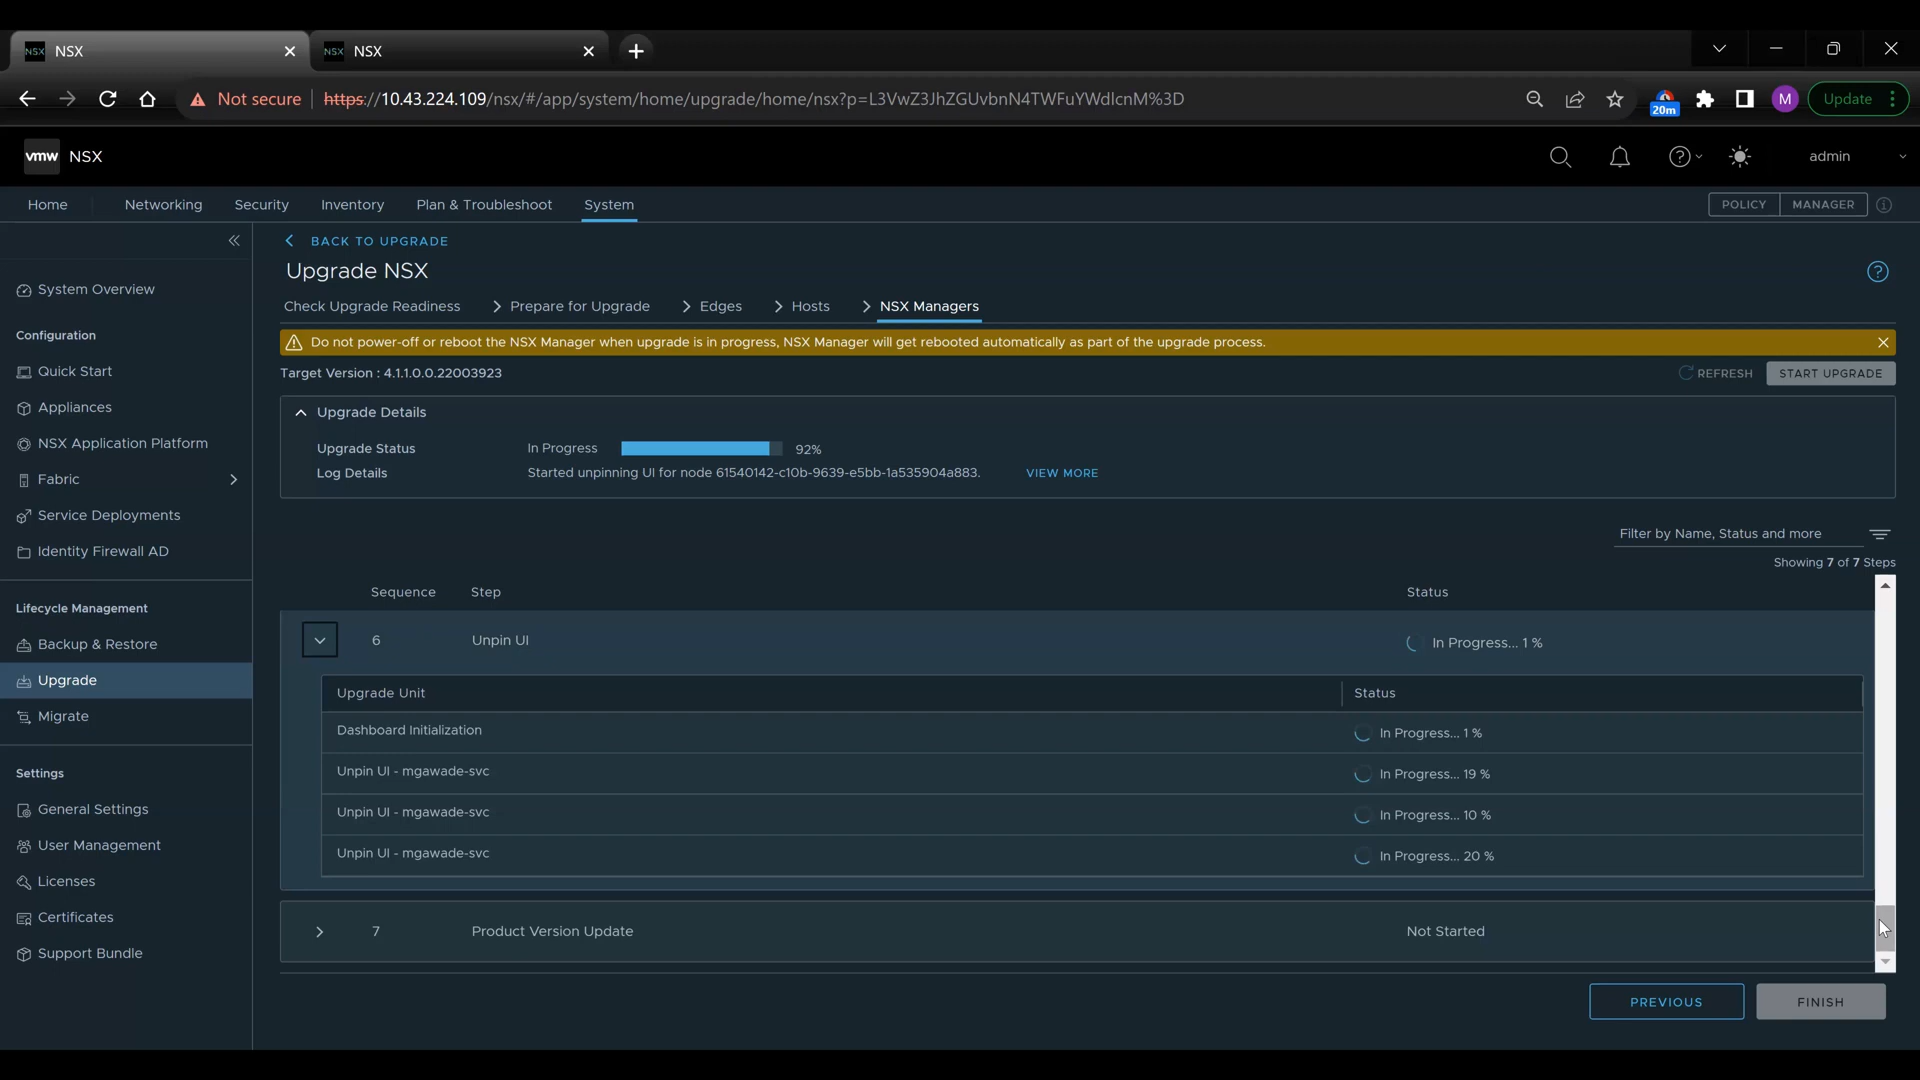 NSX NSX
Not secure https://10.43.224.109/nsx/#/app/system/home/upgrade/home/nsx?p=L3VwZ3JhZGUvbnN4TWFuYWdlcnM%3D 20m M Update
vmw NSX admin
Home Networking Security Inventory Plan & Troubleshoot System POLICY MANAGER
BACK TO UPGRADE
Upgrade NSX
Check Upgrade Readiness Prepare for Upgrade Edges Hosts NSX Managers
Do not power-off or reboot the NSX Manager when upgrade is in progress, NSX Manager will get rebooted automatically as part of the upgrade process.
Target Version : 4.1.1.0.0.22003923 REFRESH START UPGRADE
Upgrade Details
Upgrade Status In Progress 92%
Log Details Started unpinning UI for node 61540142-c10b-9639-e5bb-1a535904a883. VIEW MORE
Filter by Name, Status and more
Showing 7 of 7 Steps
Sequence Step Status
6 Unpin UI In Progress... 1 %
Upgrade Unit Status
Dashboard Initialization In Progress... 1 %
Unpin UI - mgawade-svc In Progress... 19 %
Unpin UI - mgawade-svc In Progress... 10 %
Unpin UI - mgawade-svc In Progress... 20 %
7 Product Version Update Not Started
PREVIOUS FINISH
System Overview
Configuration
Quick Start
Appliances
NSX Application Platform
Fabric
Service Deployments
Identity Firewall AD
Lifecycle Management
Backup & Restore
Upgrade
Migrate
Settings
General Settings
User Management
Licenses
Certificates
Support Bundle